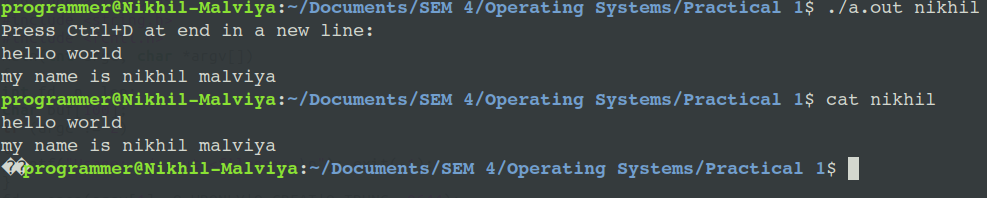 programmer@Nikhil-Malviya:~/Documents/SEM 4/Operating Systems/Practical 1$ ./a.out nikhil
Press Ctrl+D at end in a new line:
hello world
my name is nikhil malviya
programmer@Nikhil-Malviya:~/Documents/SEM 4/Operating Systems/Practical 1$ cat nikhil
hello world
my name is nikhil malviya
��programmer@Nikhil-Malviya:~/Documents/SEM 4/Operating Systems/Practical 1$